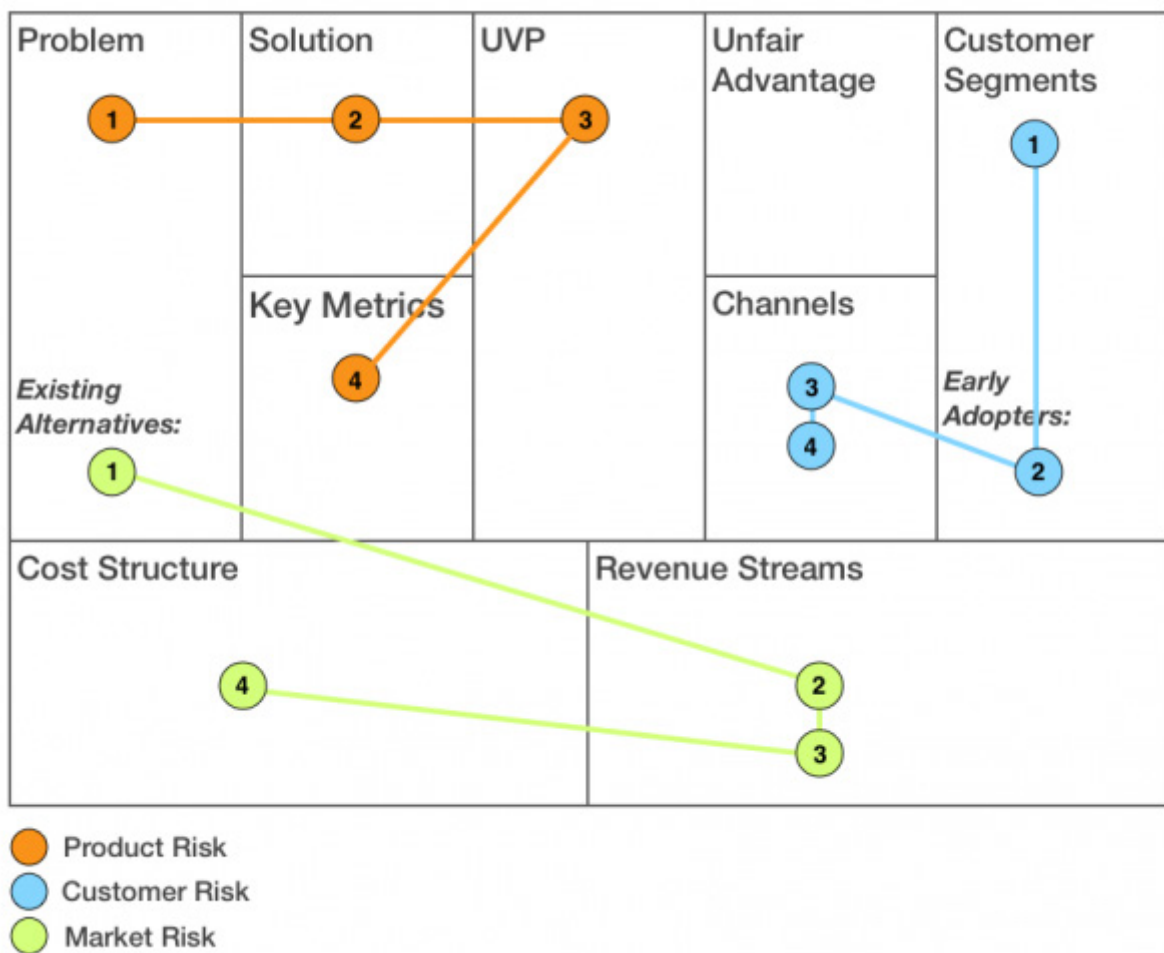 Problem
1
Existing
Alternatives:
1
Solution
2
Key Metrics
4
UVP
3
Unfair
Advantage
Channels
3
4
Customer
Segments
1
Early
Adopters:
2
Cost Structure
4
Revenue Streams
2
3
Product Risk
Customer Risk
Market Risk